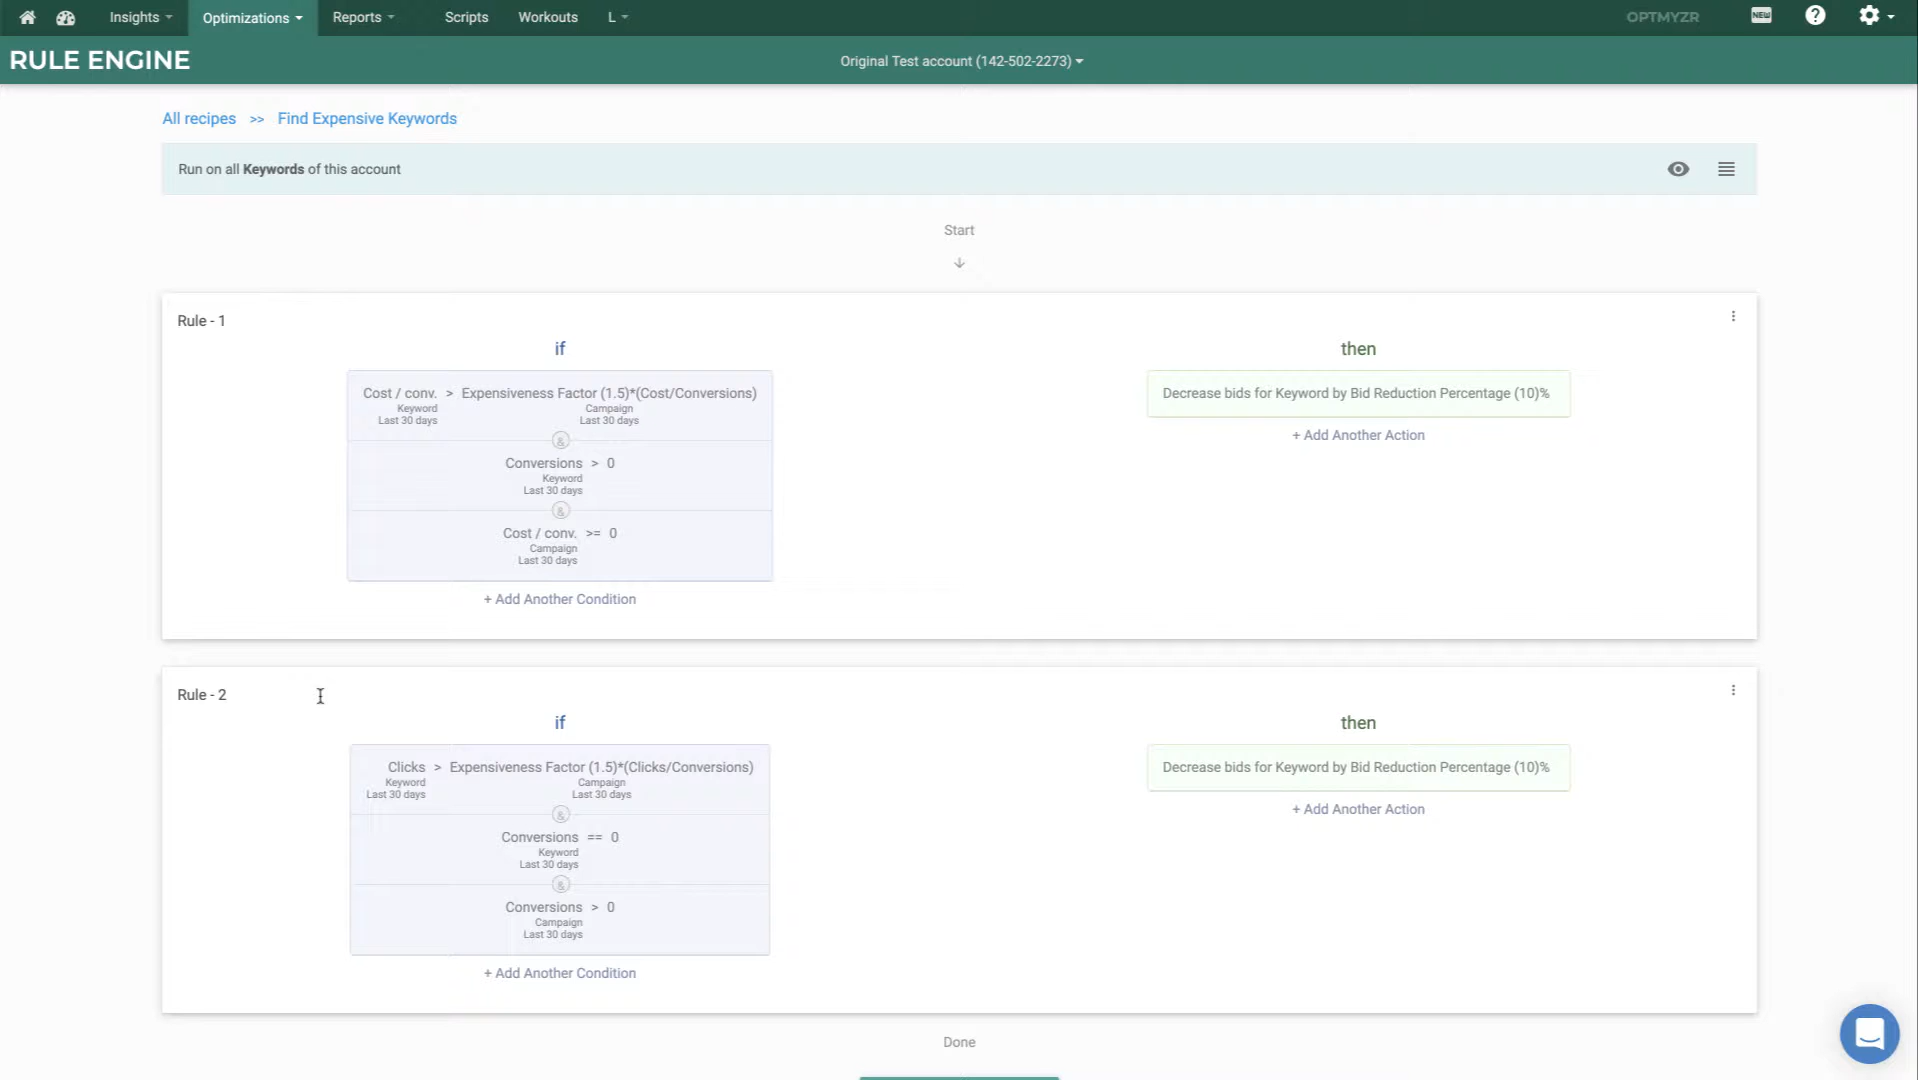 Insights Optimizations Reports Scripts Workouts L OPTMYZR NEW ?
RULE ENGINE
Original Test account (142-502-2273)
All recipes >> Find Expensive Keywords
Run on all Keywords of this account
Start
Rule - 1
if
then
Cost / conv. > Expensiveness Factor (1.5)*(Cost/Conversions)
Keyword Campaign
Last 30 days Last 30 days
&
Conversions > 0
Keyword
Last 30 days
&
Cost / conv. >= 0
Campaign
Last 30 days
+ Add Another Condition
Decrease bids for Keyword by Bid Reduction Percentage (10)%
+ Add Another Action
Rule - 2
if
then
Clicks > Expensiveness Factor (1.5)*(Clicks/Conversions)
Keyword Campaign
Last 30 days Last 30 days
&
Conversions == 0
Keyword
Last 30 days
&
Conversions > 0
Campaign
Last 30 days
+ Add Another Condition
Decrease bids for Keyword by Bid Reduction Percentage (10)%
+ Add Another Action
Done